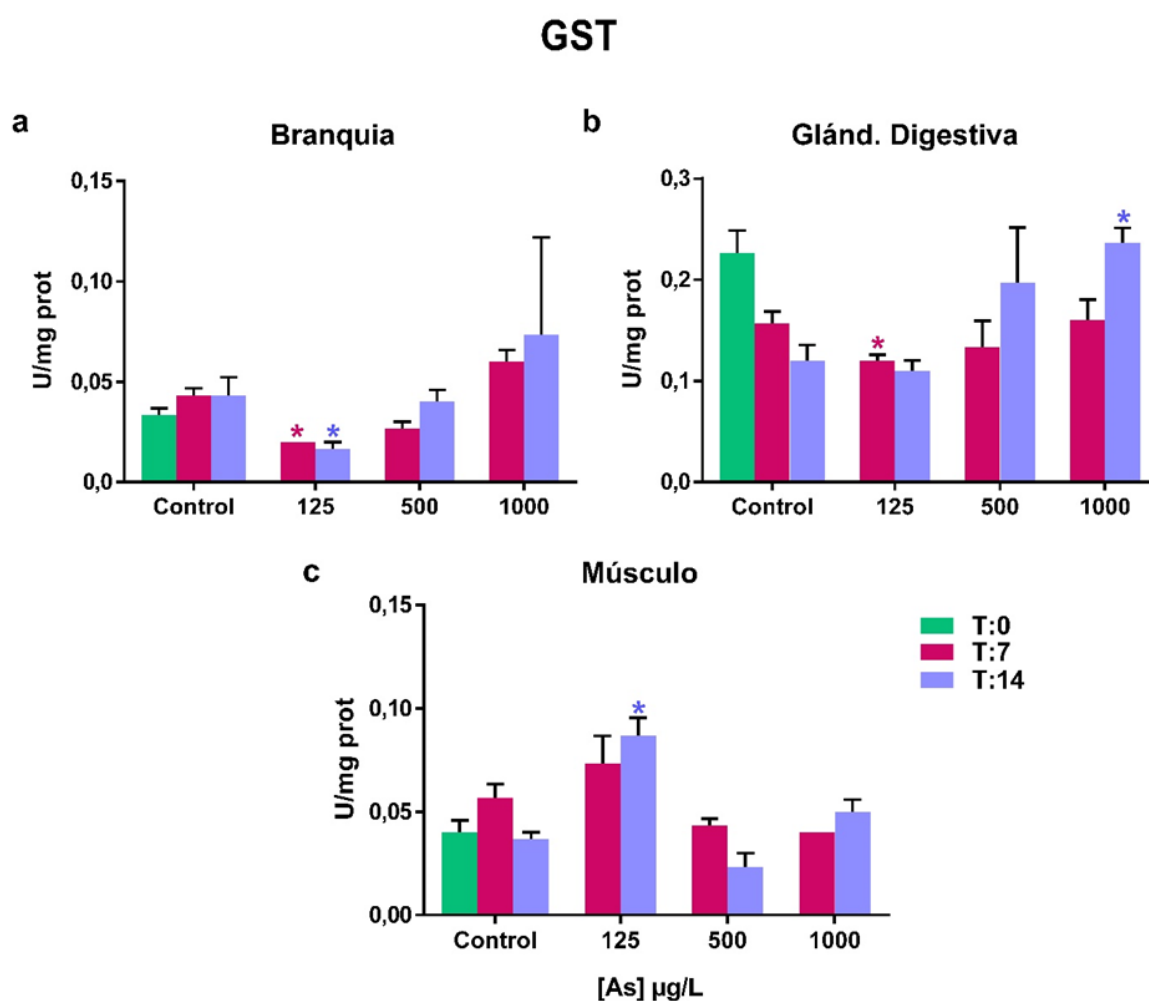 GST
a
Branquia
U/mg prot
0,15
0,10
0,05
0,0
*
*
Control
125
500
1000
b
Glánd. Digestiva
U/mg prot
0,3
0,2
0,1
0,0
*
*
Control
125
500
1000
c
Músculo
U/mg prot
0,15
0,10
0,05
0,00
*
Control
125
500
1000
[As] µg/L
T:0
T:7
T:14